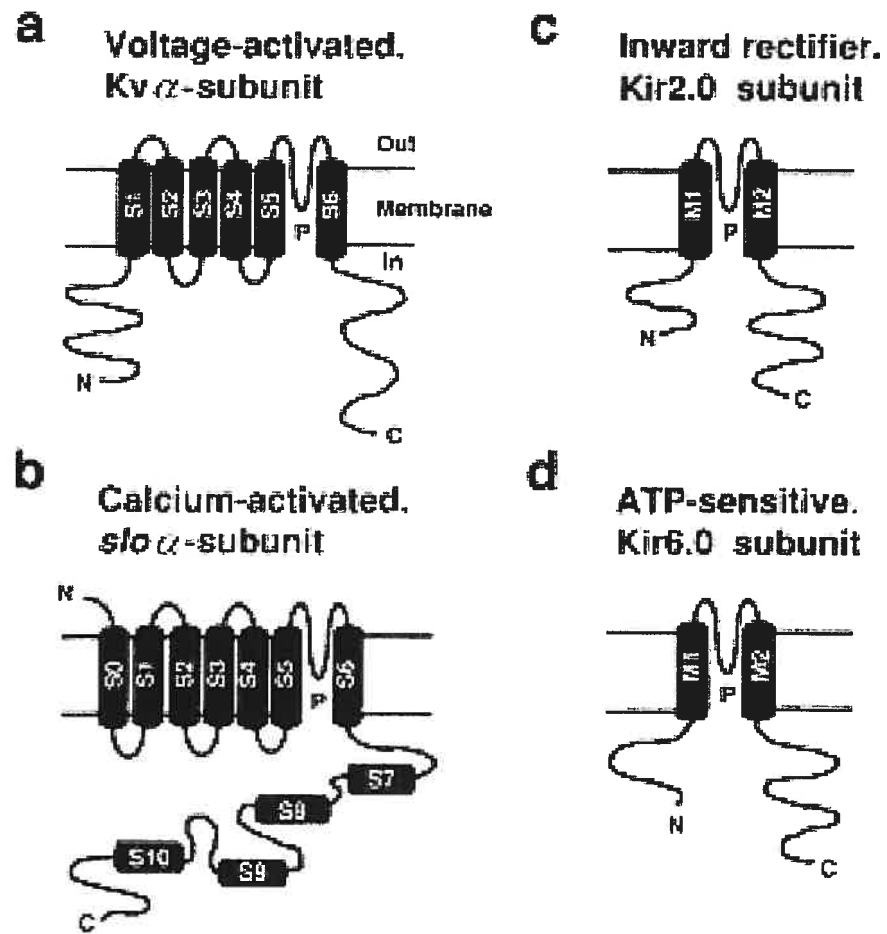 a
Voltage-activated.
Kv α-subunit
Out
S1 S2 S3 S4 S5 S6
Membrane
P
In
N
C
b
Calcium-activated.
slo α-subunit
N
S0 S1 S2 S3 S4 S5 S6
P
S7
S8
S10
S9
C
c
Inward rectifier.
Kir2.0 subunit
M1 M2
P
N
C
d
ATP-sensitive.
Kir6.0 subunit
M1 M2
P
N
C